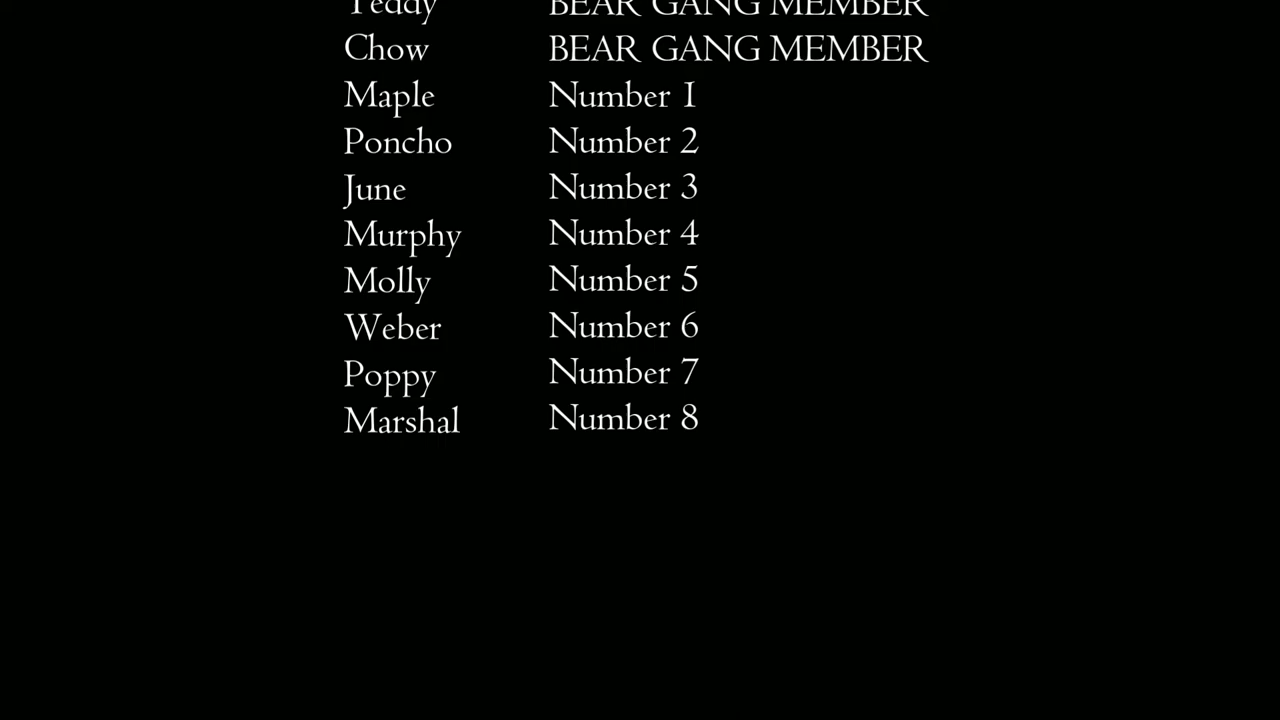 Teddy BEAR GANG MEMBER
Chow BEAR GANG MEMBER
Maple Number 1
Poncho Number 2
June Number 3
Murphy Number 4
Molly Number 5
Weber Number 6
Poppy Number 7
Marshal Number 8